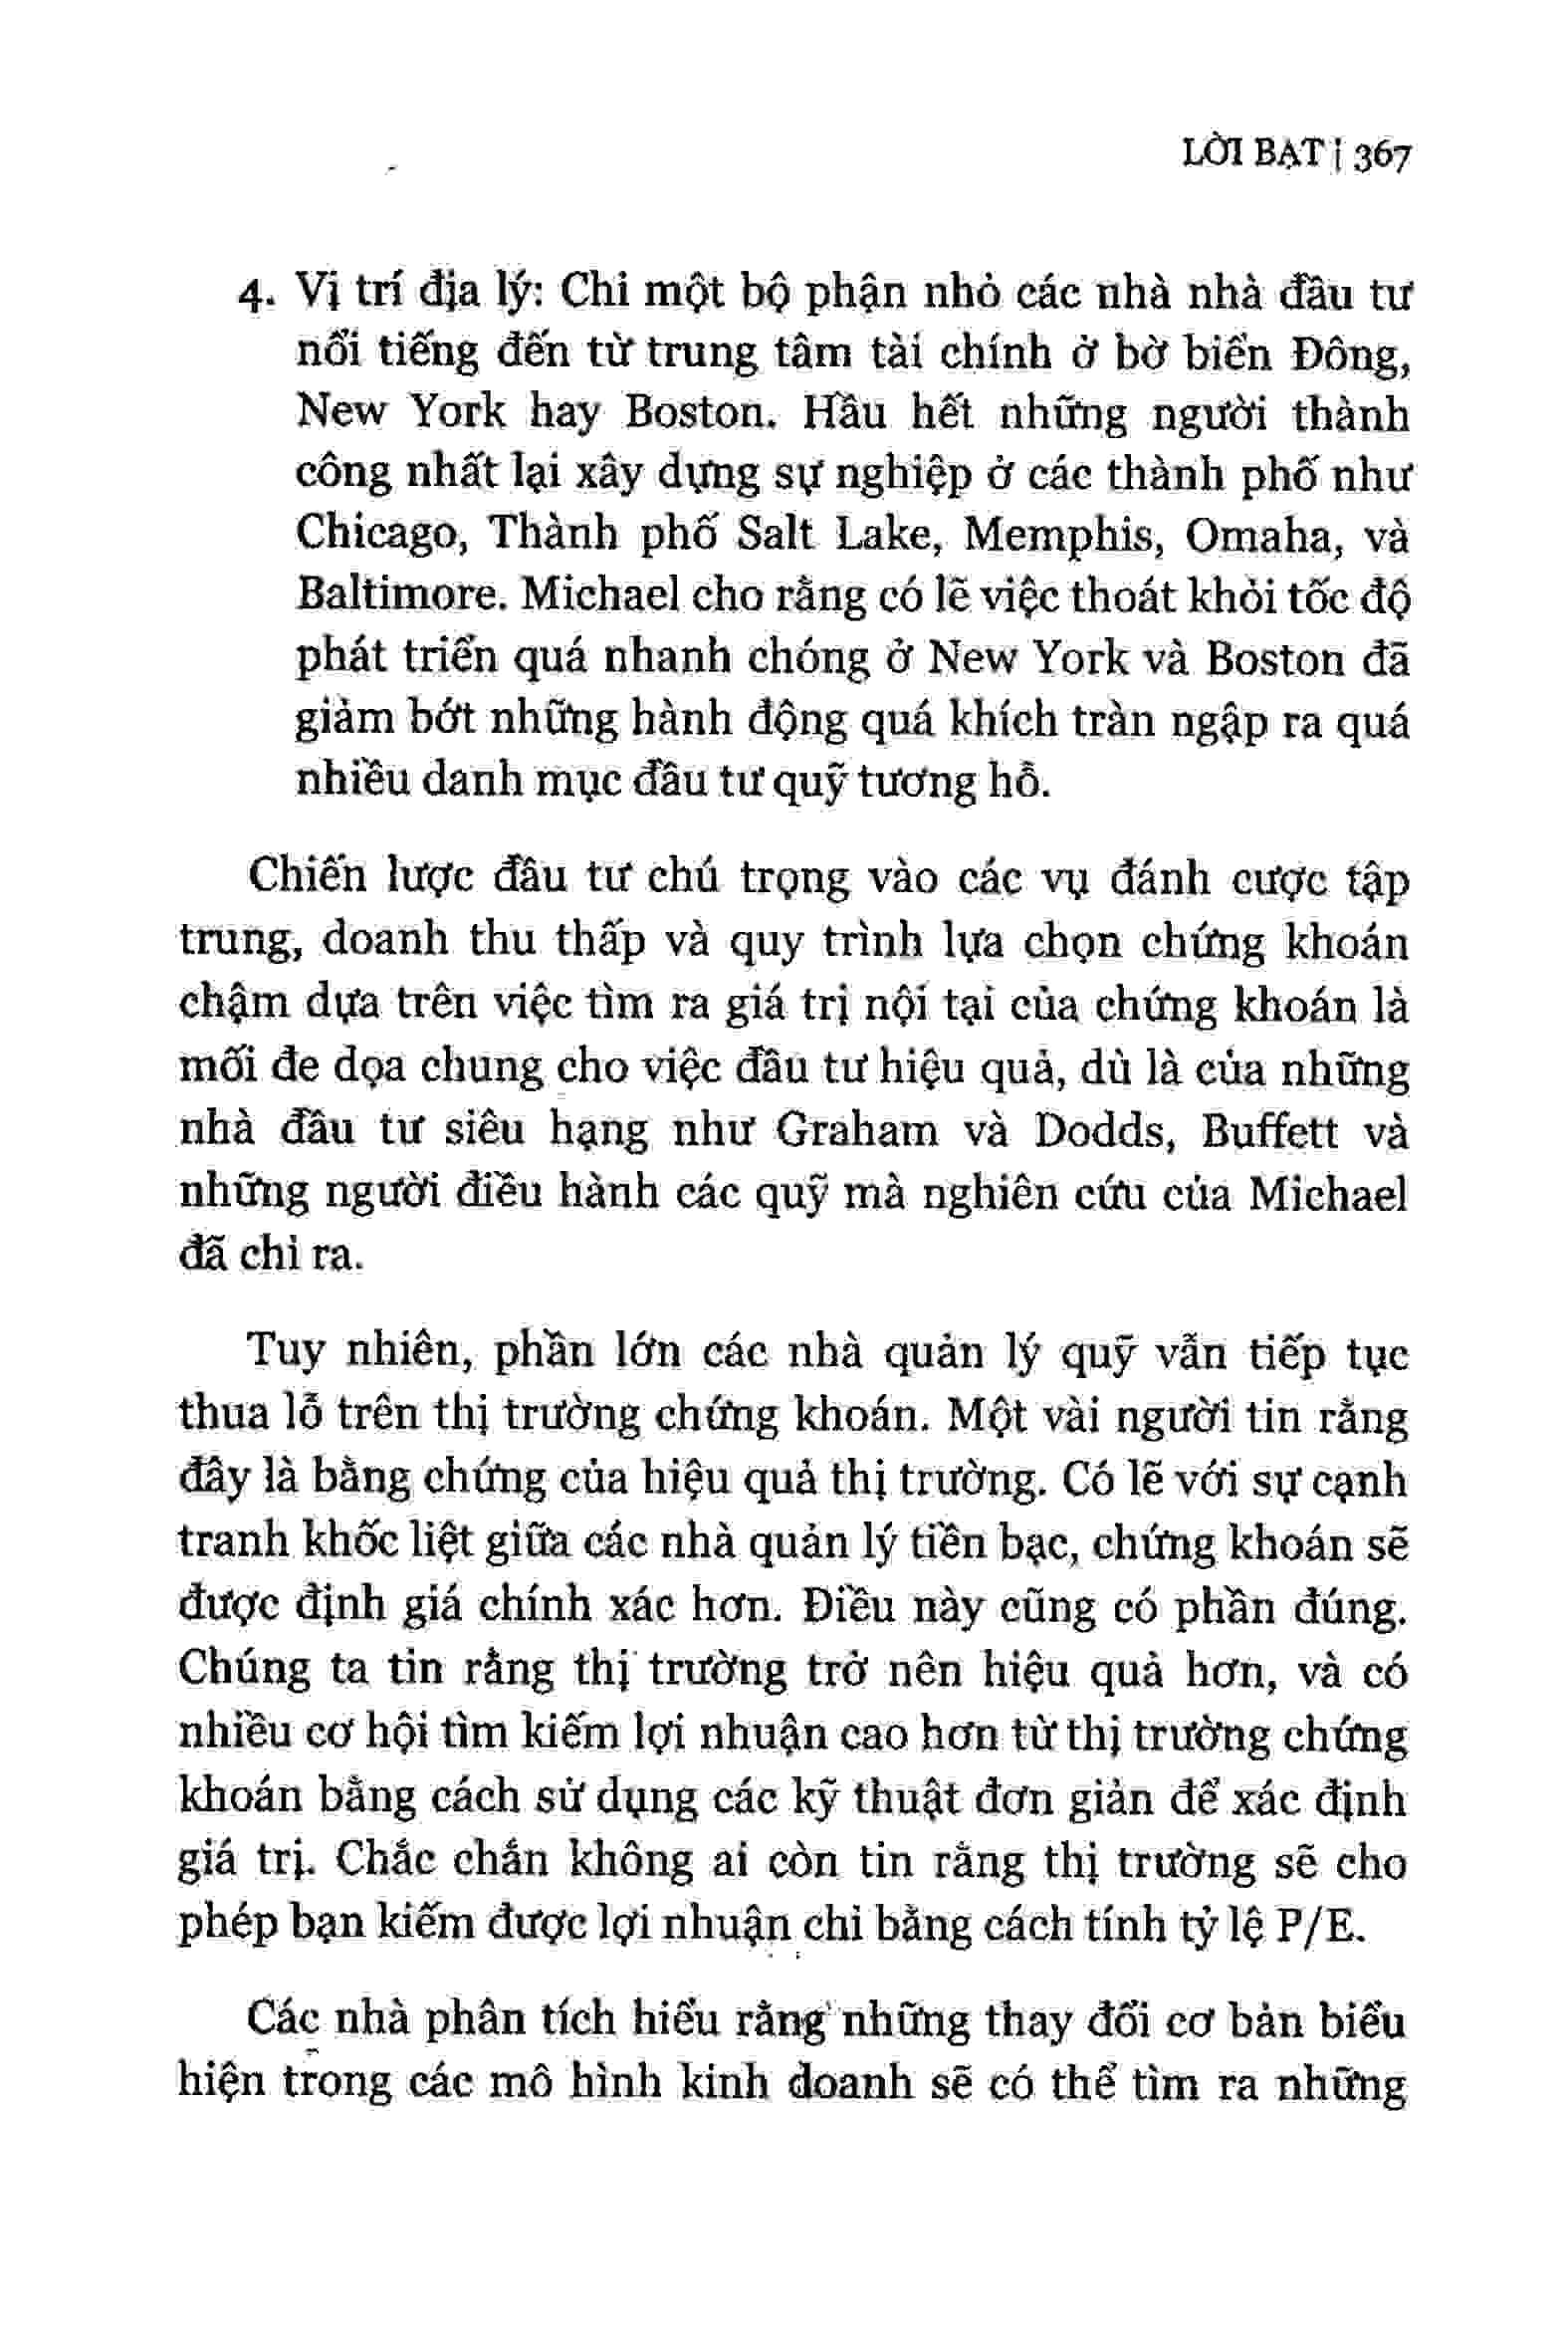 LỜI BẠT | 367
4. Vị trí địa lý: Chỉ một bộ phận nhỏ các nhà nhà đầu tư
nổi tiếng đến từ trung tâm tài chính ở bờ biển Đông,
New York hay Boston. Hầu hết những người thành
công nhất lại xây dựng sự nghiệp ở các thành phố như
Chicago, Thành phố Salt Lake, Memphis, Omaha, và
Baltimore. Michael cho rằng có lẽ việc thoát khỏi tốc độ
phát triển quá nhanh chóng ở New York và Boston đã
giảm bớt những hành động quá khích tràn ngập ra quá
nhiều danh mục đầu tư quỹ tương hỗ.
Chiến lược đầu tư chú trọng vào các vụ đánh cược tập
trung, doanh thu thấp và quy trình lựa chọn chứng khoán
chậm dựa trên việc tìm ra giá trị nội tại của chứng khoán là
mối đe dọa chung cho việc đầu tư hiệu quả, dù là của những
nhà đầu tư siêu hạng như Graham và Dodds, Buffett và
những người điều hành các quỹ mà nghiên cứu của Michael
đã chỉ ra.
Tuy nhiên, phần lớn các nhà quản lý quỹ vẫn tiếp tục
thua lỗ trên thị trường chứng khoán. Một vài người tin rằng
đây là bằng chứng của hiệu quả thị trường. Có lẽ với sự cạnh
tranh khốc liệt giữa các nhà quản lý tiền bạc, chứng khoán sẽ
được định giá chính xác hơn. Điều này cũng có phần đúng.
Chúng ta tin rằng thị trường trở nên hiệu quả hơn, và có
nhiều cơ hội tìm kiếm lợi nhuận cao hơn từ thị trường chứng
khoán bằng cách sử dụng các kỹ thuật đơn giản để xác định
giá trị. Chắc chắn không ai còn tin rằng thị trường sẽ cho
phép bạn kiếm được lợi nhuận chỉ bằng cách tính tỷ lệ P/E.
Các nhà phân tích hiểu rằng những thay đổi cơ bản biểu
hiện trong các mô hình kinh doanh sẽ có thể tìm ra những